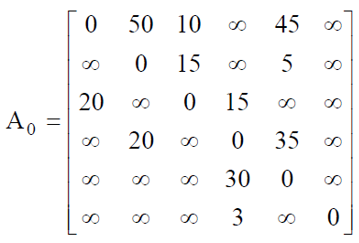 0 50 10 ∞ 45 ∞
∞ 0 15 ∞ 5 ∞
20 ∞ 0 15 ∞ ∞
A₀ = ∞ 20 ∞ 0 35 ∞
∞ ∞ ∞ 30 0 ∞
∞ ∞ ∞ 3 ∞ 0